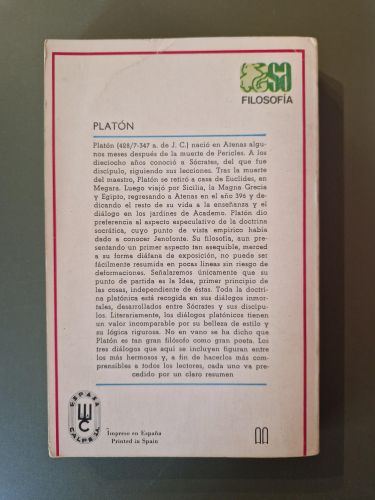 SA
FILOSOFÍA
PLATÓN
Platón (428/7-347 a. de J. C.) nació en Atenas algu-
nos meses después de la muerte de Pericles. A los
dieciocho años conoció a Sócrates, del que fue
discípulo, siguiendo sus lecciones. Tras la muerte
del maestro, Platón se retiró a casa de Euclides, en
Megara. Luego viajó por Sicilia, la Magna Grecia
y Egipto, regresando a Atenas en el año 396 y de-
dicando el resto de su vida a la enseñanza y el
diálogo en los jardines de Academo. Platón dio
preferencia al aspecto especulativo de la doctrina
socrática, cuyo punto de vista empírico había
dado a conocer Jenofonte. Su filosofía, aun pre-
sentando un primer aspecto tan asequible, merced
a su forma diáfana de exposición, no puede ser
fácilmente resumida en pocas líneas sin riesgo de
deformaciones. Señalaremos únicamente que su
punto de partida es la Idea, primer principio de
las cosas, independiente de éstas. Toda la doctrina
platónica está recogida en sus diálogos inmor-
tales, desarrollados entre Sócrates y sus discípu-
los. Literariamente, los diálogos platónicos tienen
un valor incomparable por su belleza de estilo y
su lógica rigurosa. No en vano se ha dicho que
Platón es tan gran filósofo como gran poeta. Los
tres diálogos que aquí se incluyen figuran entre
los más hermosos y, a fin de hacerlos más com-
prensibles a todos los lectores, cada uno va pre-
cedido por un claro resumen
ESPASA
CALPE
Impreso en España
Printed in Spain